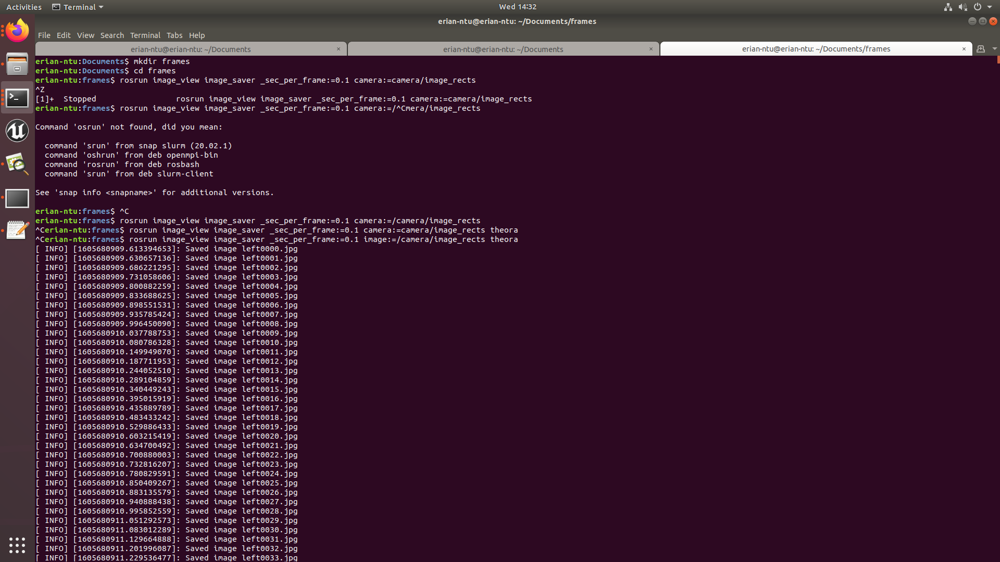 Activities Terminal Wed 14:32
erian-ntu@erian-ntu: ~/Documents/frames
File Edit View Search Terminal Tabs Help
erian-ntu@erian-ntu: ~/Documents × erian-ntu@erian-ntu: ~/Documents × erian-ntu@erian-ntu: ~/Documents/frames ×
erian-ntu:Documents$ mkdir frames
erian-ntu:Documents$ cd frames
erian-ntu:frames$ rosrun image_view image_saver _sec_per_frame:=0.1 camera:=camera/image_rects
^Z
[1]+  Stopped                 rosrun image_view image_saver _sec_per_frame:=0.1 camera:=camera/image_rects
erian-ntu:frames$ rosrun image_view image_saver _sec_per_frame:=0.1 camera:=/^Cmera/image_rects
Command 'osrun' not found, did you mean:
  command 'srun' from snap slurm (20.02.1)
  command 'oshrun' from deb openmpi-bin
  command 'rosrun' from deb rosbash
  command 'srun' from deb slurm-client
See 'snap info <snapname>' for additional versions.
erian-ntu:frames$ ^C
erian-ntu:frames$ rosrun image_view image_saver _sec_per_frame:=0.1 camera:=/camera/image_rects
^Cerian-ntu:frames$ rosrun image_view image_saver _sec_per_frame:=0.1 camera:=camera/image_rects theora
^Cerian-ntu:frames$ rosrun image_view image_saver _sec_per_frame:=0.1 image:=/camera/image_rects theora
[ INFO] [1605680909.613394653]: Saved image left0000.jpg
[ INFO] [1605680909.630657136]: Saved image left0001.jpg
[ INFO] [1605680909.686221295]: Saved image left0002.jpg
[ INFO] [1605680909.731058606]: Saved image left0003.jpg
[ INFO] [1605680909.800882259]: Saved image left0004.jpg
[ INFO] [1605680909.833688625]: Saved image left0005.jpg
[ INFO] [1605680909.898551531]: Saved image left0006.jpg
[ INFO] [1605680909.935785424]: Saved image left0007.jpg
[ INFO] [1605680909.996450090]: Saved image left0008.jpg
[ INFO] [1605680910.037788753]: Saved image left0009.jpg
[ INFO] [1605680910.080786328]: Saved image left0010.jpg
[ INFO] [1605680910.149949070]: Saved image left0011.jpg
[ INFO] [1605680910.187711953]: Saved image left0012.jpg
[ INFO] [1605680910.244052510]: Saved image left0013.jpg
[ INFO] [1605680910.289104859]: Saved image left0014.jpg
[ INFO] [1605680910.340449243]: Saved image left0015.jpg
[ INFO] [1605680910.395015919]: Saved image left0016.jpg
[ INFO] [1605680910.435889789]: Saved image left0017.jpg
[ INFO] [1605680910.483433242]: Saved image left0018.jpg
[ INFO] [1605680910.529886433]: Saved image left0019.jpg
[ INFO] [1605680910.603215419]: Saved image left0020.jpg
[ INFO] [1605680910.634700492]: Saved image left0021.jpg
[ INFO] [1605680910.700880003]: Saved image left0022.jpg
[ INFO] [1605680910.732816207]: Saved image left0023.jpg
[ INFO] [1605680910.780829591]: Saved image left0024.jpg
[ INFO] [1605680910.850409267]: Saved image left0025.jpg
[ INFO] [1605680910.883135579]: Saved image left0026.jpg
[ INFO] [1605680910.940888438]: Saved image left0027.jpg
[ INFO] [1605680910.995852559]: Saved image left0028.jpg
[ INFO] [1605680911.051292573]: Saved image left0029.jpg
[ INFO] [1605680911.083012289]: Saved image left0030.jpg
[ INFO] [1605680911.129664888]: Saved image left0031.jpg
[ INFO] [1605680911.201996087]: Saved image left0032.jpg
[ INFO] [1605680911.229536477]: Saved image left0033.jpg